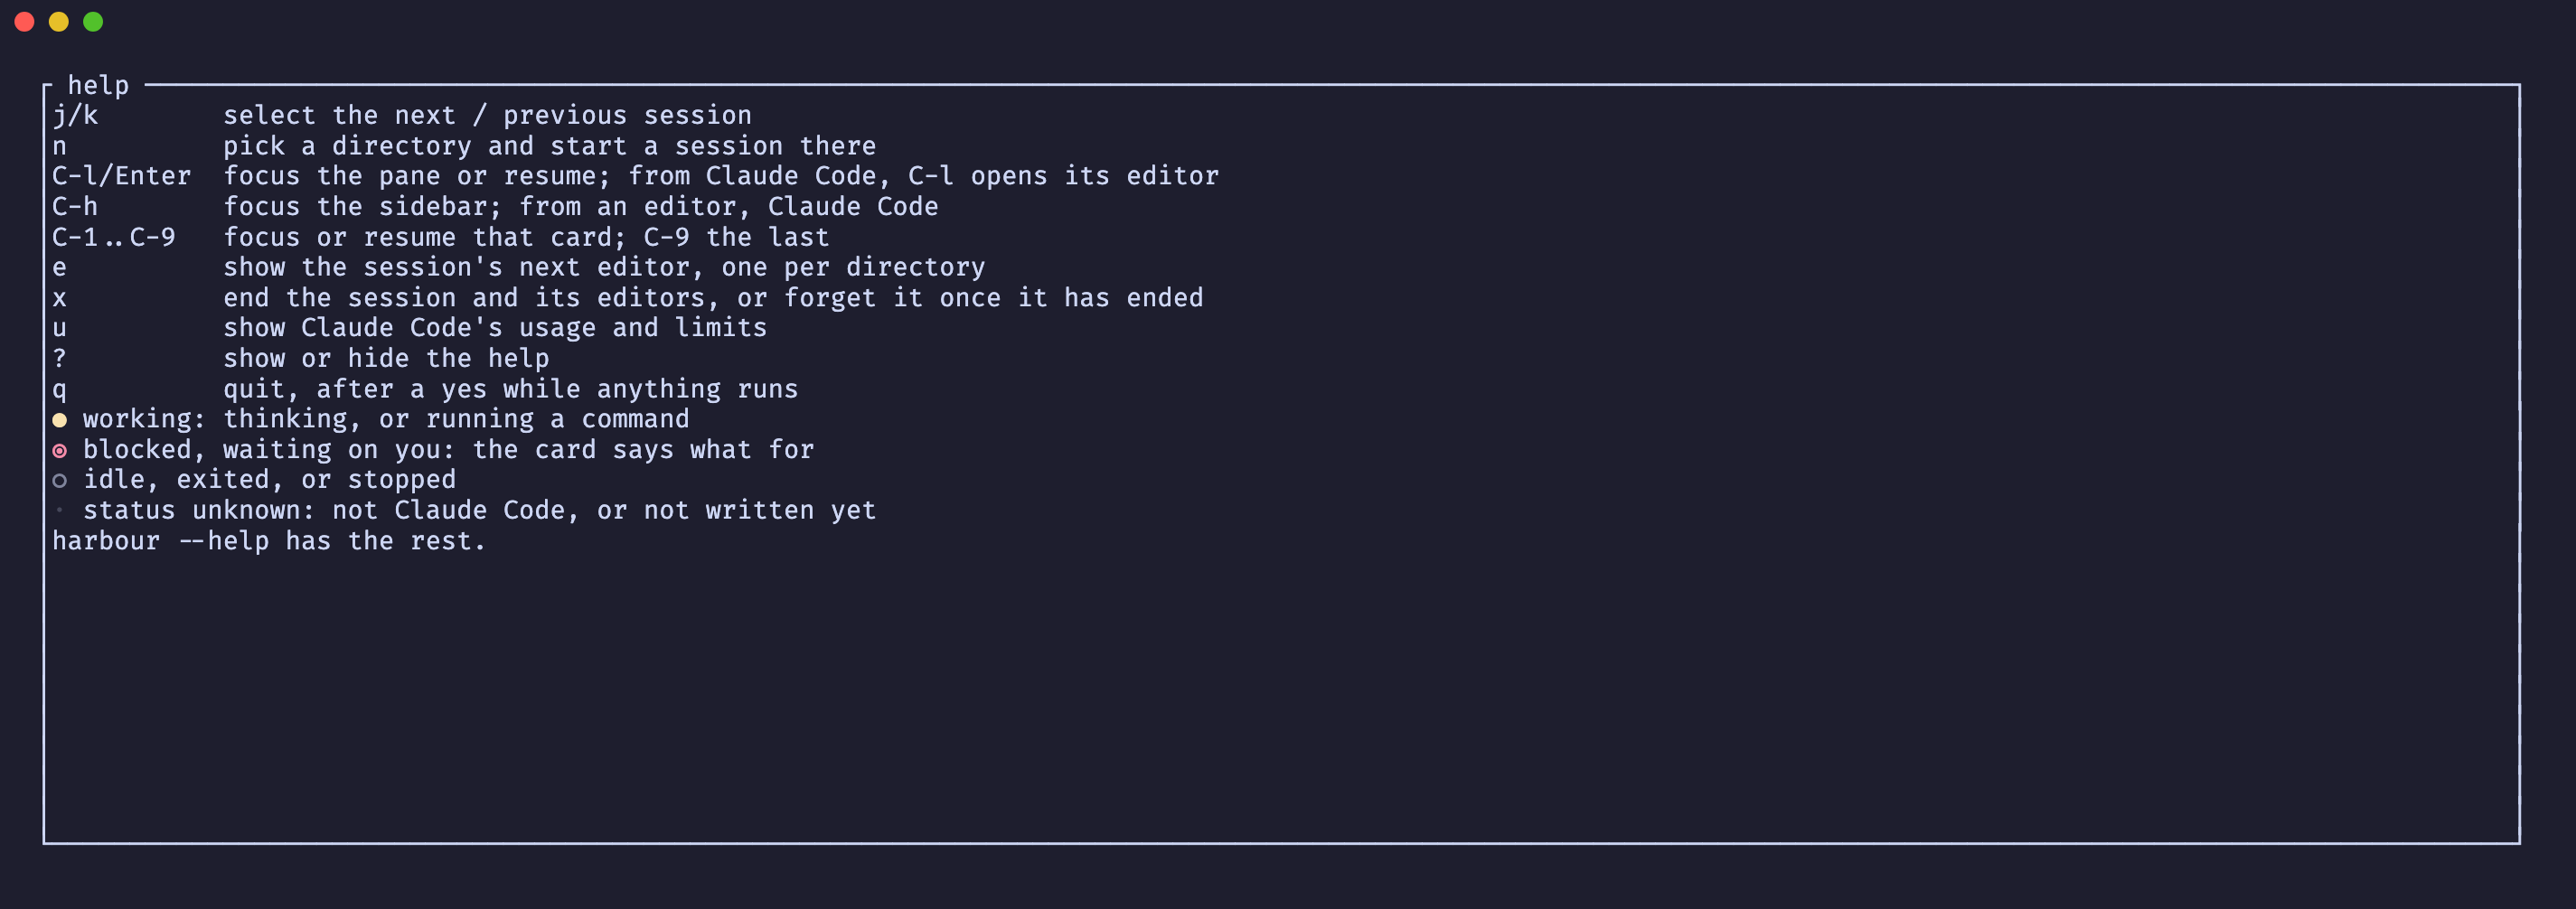 help
j/k        select the next / previous session
n          pick a directory and start a session there
C-l/Enter  focus the pane or resume; from Claude Code, C-l opens its editor
C-h        focus the sidebar; from an editor, Claude Code
C-1..C-9   focus or resume that card; C-9 the last
e          show the session's next editor, one per directory
x          end the session and its editors, or forget it once it has ended
u          show Claude Code's usage and limits
?          show or hide the help
q          quit, after a yes while anything runs
● working: thinking, or running a command
◉ blocked, waiting on you: the card says what for
○ idle, exited, or stopped
· status unknown: not Claude Code, or not written yet
harbour --help has the rest.